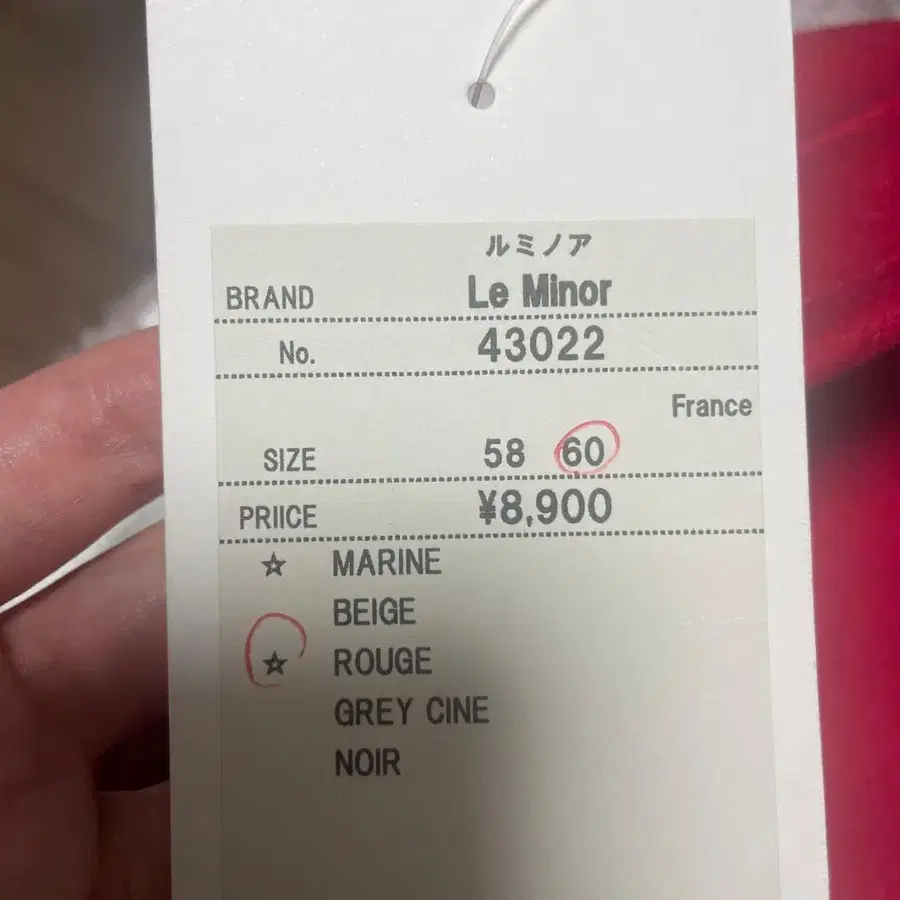 ルミノア
BRAND Le Minor
No. 43022
France
SIZE 58 60
PRIICE ¥8,900
☆ MARINE
BEIGE
☆ ROUGE
GREY CINE
NOIR